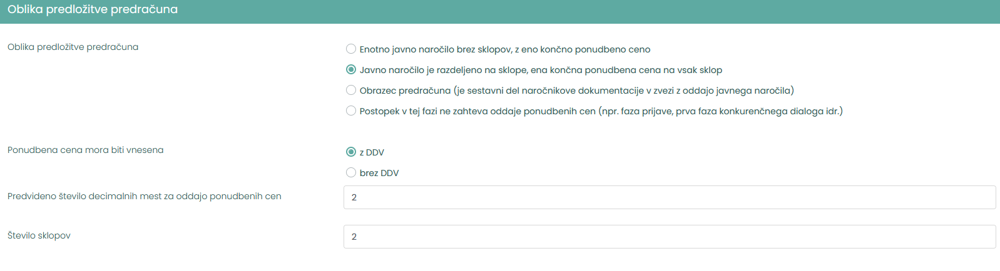 Oblika predložitve predračuna
Oblika predložitve predračuna
Enotno javno naročilo brez sklopov, z eno končno ponudbeno ceno
Javno naročilo je razdeljeno na sklope, ena končna ponudbena cena na vsak sklop
Obrazec predračuna (je sestavni del naročnikove dokumentacije v zvezi z oddajo javnega naročila)
Postopek v tej fazi ne zahteva oddaje ponudbenih cen (npr. faza prijave, prva faza konkurenčnega dialoga idr.)
Ponudbena cena mora biti vnesena
z DDV
brez DDV
Predvideno število decimalnih mest za oddajo ponudbenih cen
2
Število sklopov
2